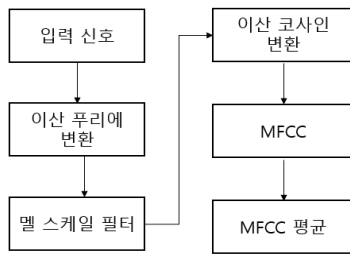 입력 신호
이산 푸리에
변환
멜 스케일 필터
이산 코사인
변환
MFCC
MFCC 평균